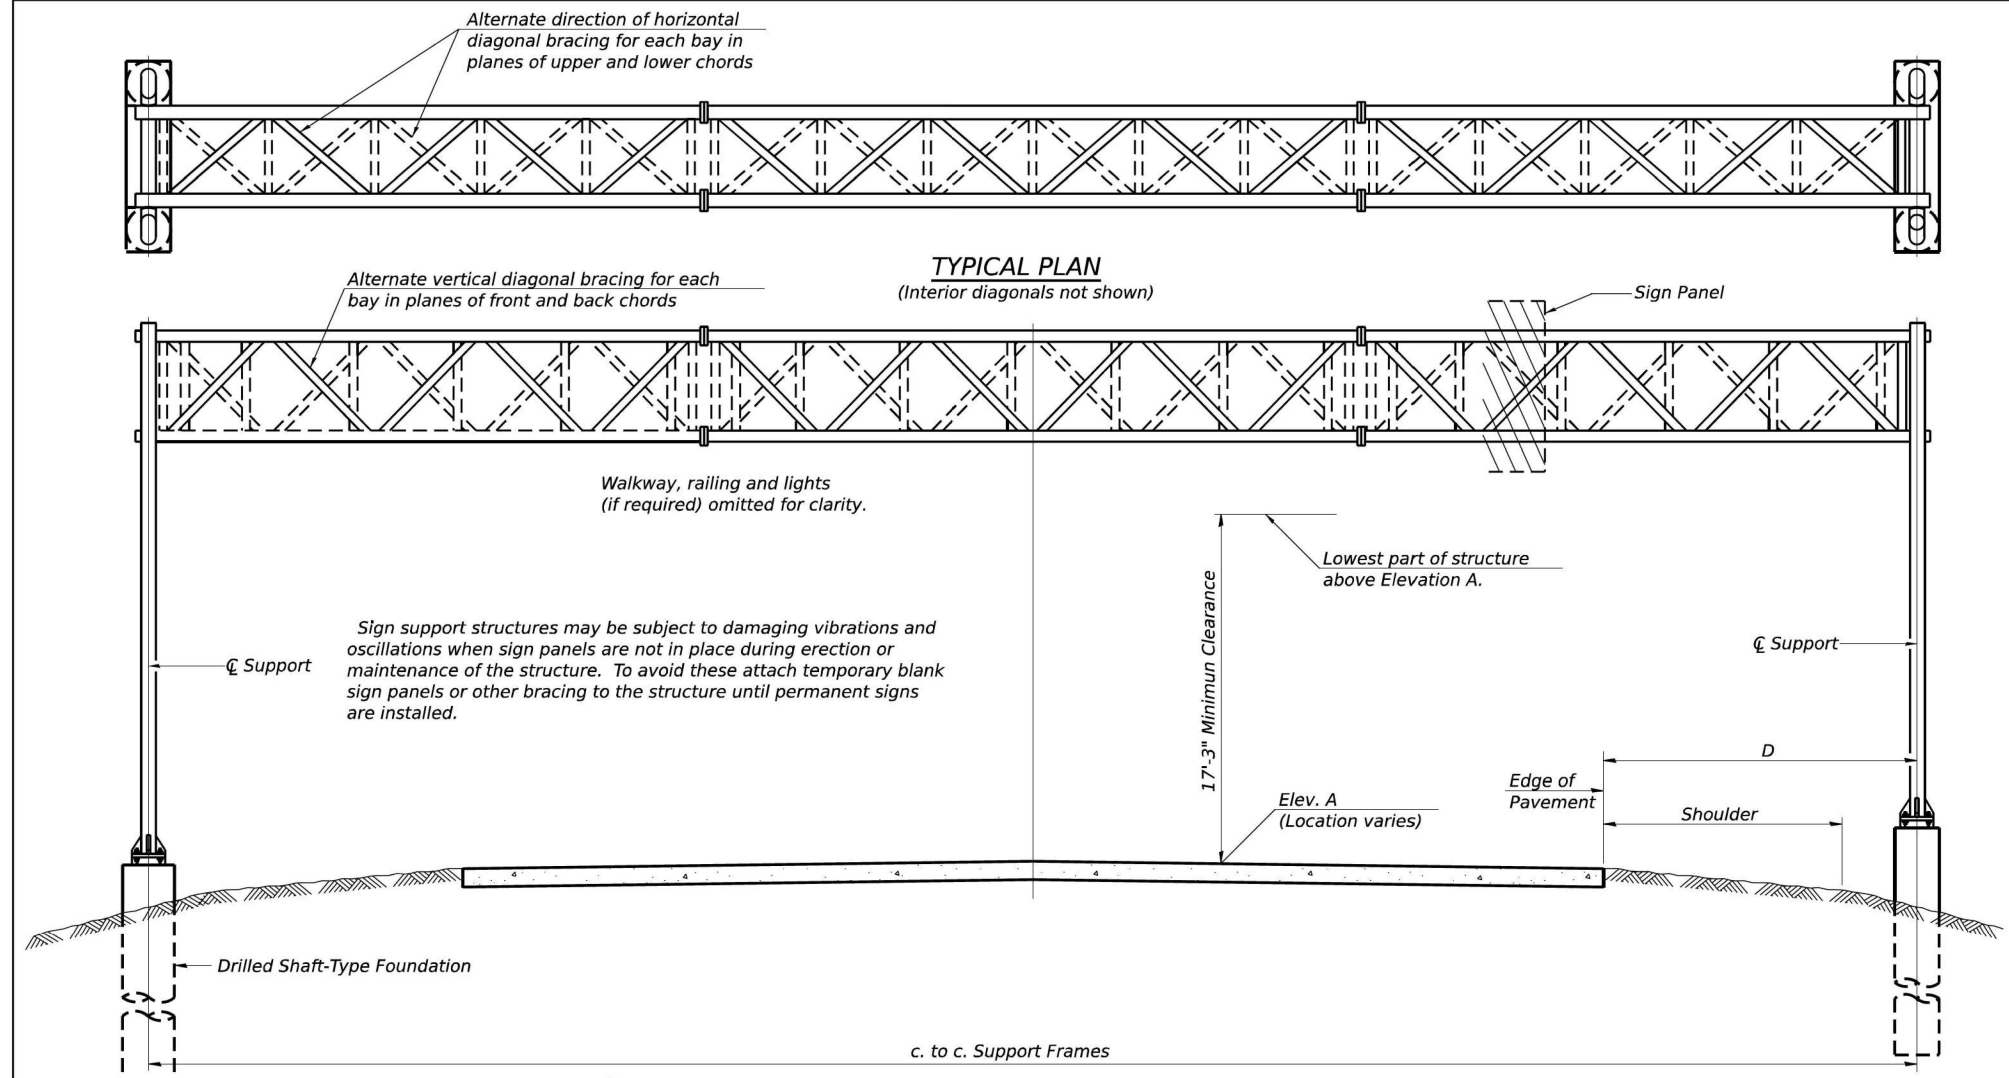 Alternate direction of horizontal
diagonal bracing for each bay in
planes of upper and lower chords
TYPICAL PLAN
(Interior diagonals not shown)
Alternate vertical diagonal bracing for each
bay in planes of front and back chords
Sign Panel
Walkway, railing and lights
(if required) omitted for clarity.
Lowest part of structure
above Elevation A.
17'-3" Minimun Clearance
Sign support structures may be subject to damaging vibrations and
oscillations when sign panels are not in place during erection or
maintenance of the structure. To avoid these attach temporary blank
sign panels or other bracing to the structure until permanent signs
are installed.
℄ Support
℄ Support
D
Edge of
Pavement
Shoulder
Elev. A
(Location varies)
Drilled Shaft-Type Foundation
c. to c. Support Frames